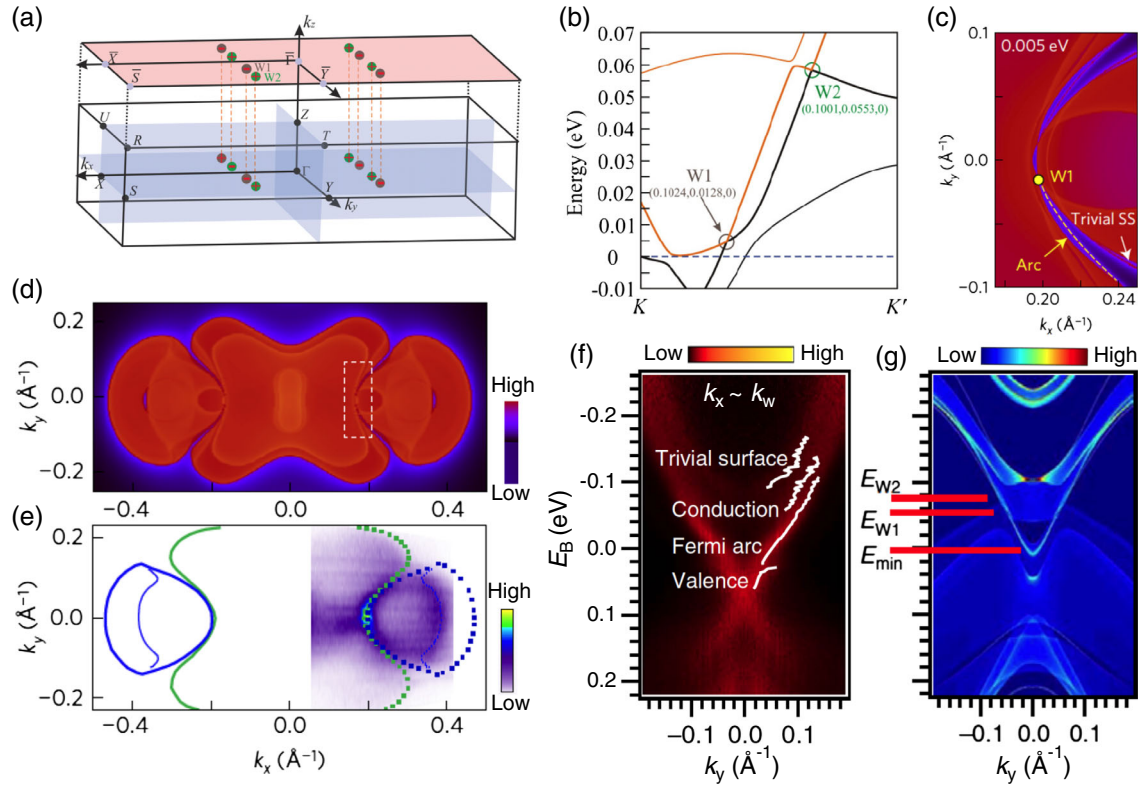 (a)
k_z
X̄
Γ̄
S̄
W1
W2
Ȳ
U
Z
R
T
k_x
X
Γ
S
Y
k_y
(b)
Energy (eV)
0.07
0.06
0.05
0.04
0.03
0.02
0.01
0
-0.01
W2
(0.1001,0.0553,0)
W1
(0.1024,0.0128,0)
K
K′
(c)
0.005 eV
k_y (Å⁻¹)
0.1
0.0
−0.1
W1
Trivial SS
Arc
0.20
0.24
k_x (Å⁻¹)
(d)
k_y (Å⁻¹)
0.2
0.0
−0.2
−0.4
0.0
0.4
High
Low
(e)
k_y (Å⁻¹)
0.2
0.0
−0.2
−0.4
0.0
0.4
k_x (Å⁻¹)
High
Low
(f)
Low
High
k_x ~ k_w
E_B (eV)
-0.2
-0.1
0.0
0.1
0.2
Trivial surface
Conduction
Fermi arc
Valence
−0.1
0.0
0.1
k_y (Å⁻¹)
(g)
Low
High
E_W2
E_W1
E_min
−0.1
0.0
0.1
k_y (Å⁻¹)